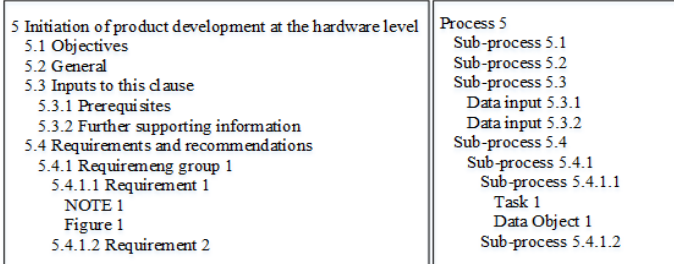 5 Initiation of product development at the hardware level
5.1 Objectives
5.2 General
5.3 Inputs to this clause
5.3.1 Prerequisites
5.3.2 Further supporting information
5.4 Requirements and recommendations
5.4.1 Requiremeng group 1
5.4.1.1 Requirement 1
NOTE 1
Figure 1
5.4.1.2 Requirement 2
Process 5
Sub-process 5.1
Sub-process 5.2
Sub-process 5.3
Data input 5.3.1
Data input 5.3.2
Sub-process 5.4
Sub-process 5.4.1
Sub-process 5.4.1.1
Task 1
Data Object 1
Sub-process 5.4.1.2